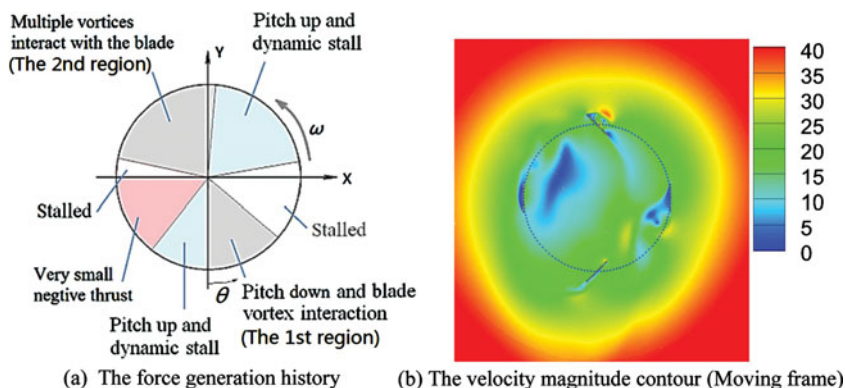 Multiple vortices
interact with the blade
(The 2nd region)
Y
Pitch up and
dynamic stall
ω
X
Stalled
Stalled
Very small
negtive thrust
θ
Pitch down and blade
vortex interaction
(The 1st region)
Pitch up and
dynamic stall
(a) The force generation history
40
35
30
25
20
15
10
5
0
(b) The velocity magnitude contour (Moving frame)